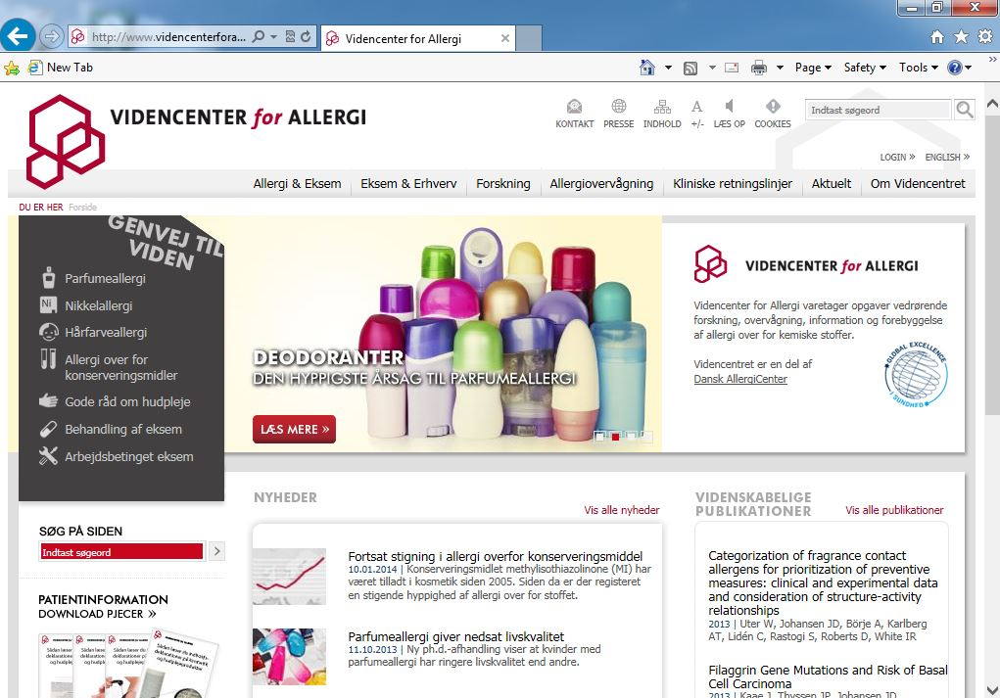 http://www.videncenterfora...
Videncenter for Allergi
New Tab
Page
Safety
Tools
VIDENCENTER for ALLERGI
KONTAKT
PRESSE
INDHOLD
A
+/-
LÆS OP
COOKIES
Indtast søgeord
LOGIN »
ENGLISH »
Allergi & Eksem
Eksem & Erhverv
Forskning
Allergiovervågning
Kliniske retningslinjer
Aktuelt
Om Videncentret
DU ER HER Forside
GENVEJ TIL
VIDEN
Parfumeallergi
Ni
Nikkelallergi
Hårfarveallergi
Allergi over for
konserveringsmidler
Gode råd om hudpleje
Behandling af eksem
Arbejdsbetinget eksem
DEODORANTER
DEN HYPPIGSTE ÅRSAG TIL PARFUMEALLERGI
LÆS MERE »
VIDENCENTER for ALLERGI
Videncenter for Allergi varetager opgaver vedrørende
forskning, overvågning, information og forebyggelse
af allergi over for kemiske stoffer.
Videncentret er en del af
Dansk AllergiCenter
GLOBAL EXCELLENCE
I SUNDHED
SØG PÅ SIDEN
Indtast søgeord
PATIENTINFORMATION
DOWNLOAD PJECER »
NYHEDER
Vis alle nyheder
Fortsat stigning i allergi overfor konserveringsmiddel
10.01.2014 | Konserveringsmidlet methylisothiazolinone (MI) har
været tilladt i kosmetik siden 2005. Siden da er der registeret
en stigende hyppighed af allergi over for stoffet.
Parfumeallergi giver nedsat livskvalitet
11.10.2013 | Ny ph.d.-afhandling viser at kvinder med
parfumeallergi har ringere livskvalitet end andre.
VIDENSKABELIGE
PUBLIKATIONER
Vis alle publikationer
Categorization of fragrance contact
allergens for prioritization of preventive
measures: clinical and experimental data
and consideration of structure-activity
relationships
2013 | Uter W, Johansen JD, Börje A, Karlberg
AT, Lidén C, Rastogi S, Roberts D, White IR
Filaggrin Gene Mutations and Risk of Basal
Cell Carcinoma
2013 | Kaae J, Thyssen JP, Johansen JD